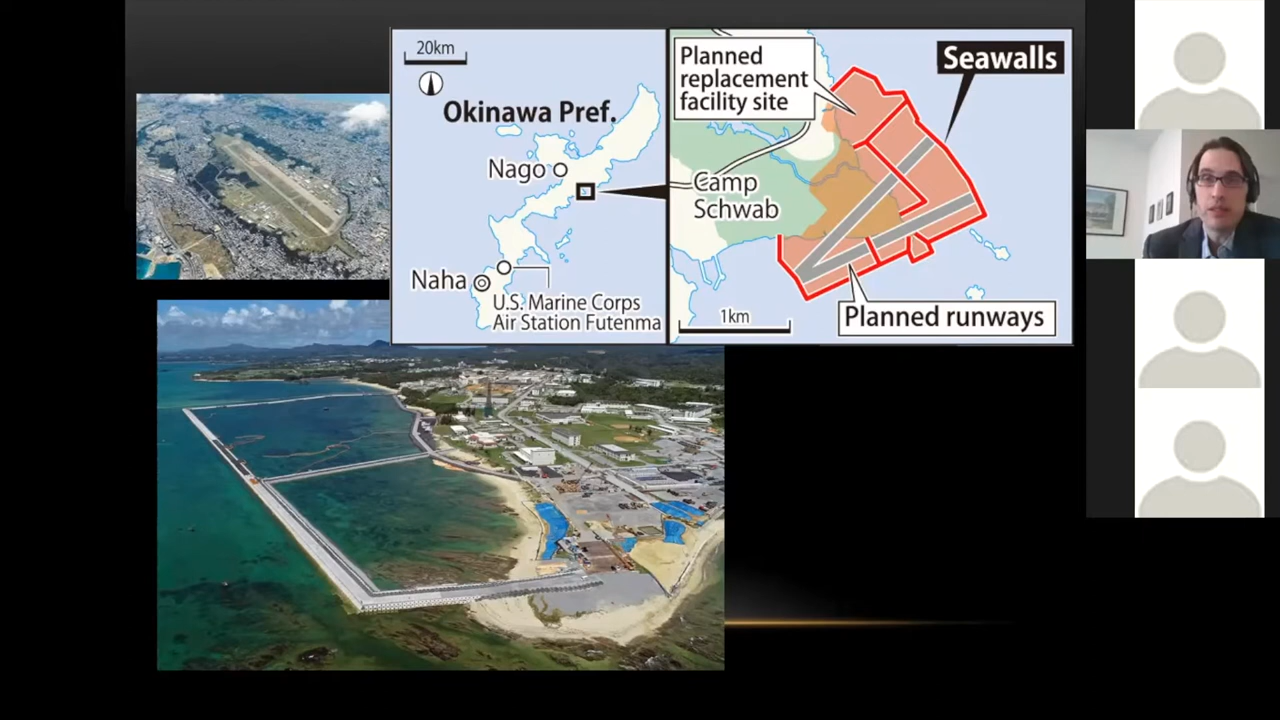 20km
Okinawa Pref.
Nago
Naha
U.S. Marine Corps
Air Station Futenma
Planned
replacement
facility site
Seawalls
Camp
Schwab
1km
Planned runways